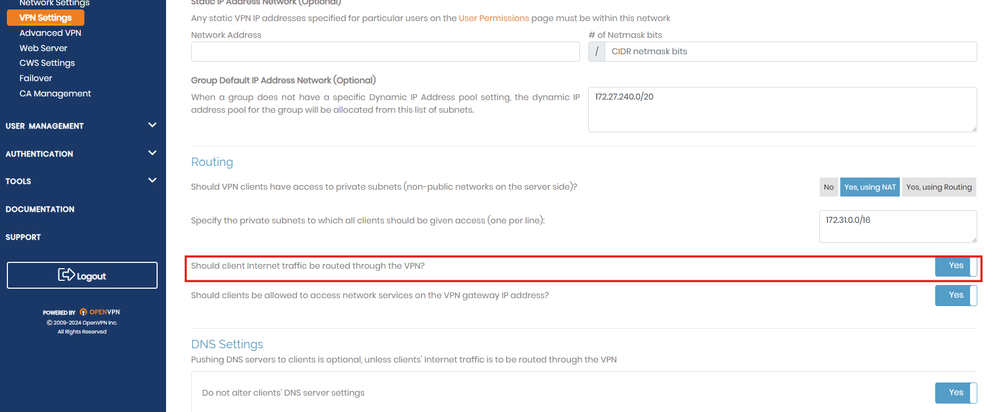 Network Settings
VPN Settings
Advanced VPN
Web Server
CWS Settings
Failover
CA Management
USER MANAGEMENT
AUTHENTICATION
TOOLS
DOCUMENTATION
SUPPORT
Logout
POWERED BY OPENVPN
© 2009-2024 OpenVPN Inc.
All Rights Reserved
Static IP Address Network (Optional)
Any static VPN IP addresses specified for particular users on the User Permissions page must be within this network
Network Address
# of Netmask bits
/ CIDR netmask bits
Group Default IP Address Network (Optional)
When a group does not have a specific Dynamic IP Address pool setting, the dynamic IP
address pool for the group will be allocated from this list of subnets.
172.27.240.0/20
Routing
Should VPN clients have access to private subnets (non-public networks on the server side)?
No Yes, using NAT Yes, using Routing
Specify the private subnets to which all clients should be given access (one per line):
172.31.0.0/16
Should client Internet traffic be routed through the VPN?
Yes
Should clients be allowed to access network services on the VPN gateway IP address?
Yes
DNS Settings
Pushing DNS servers to clients is optional, unless clients' Internet traffic is to be routed through the VPN
Do not alter clients' DNS server settings
Yes